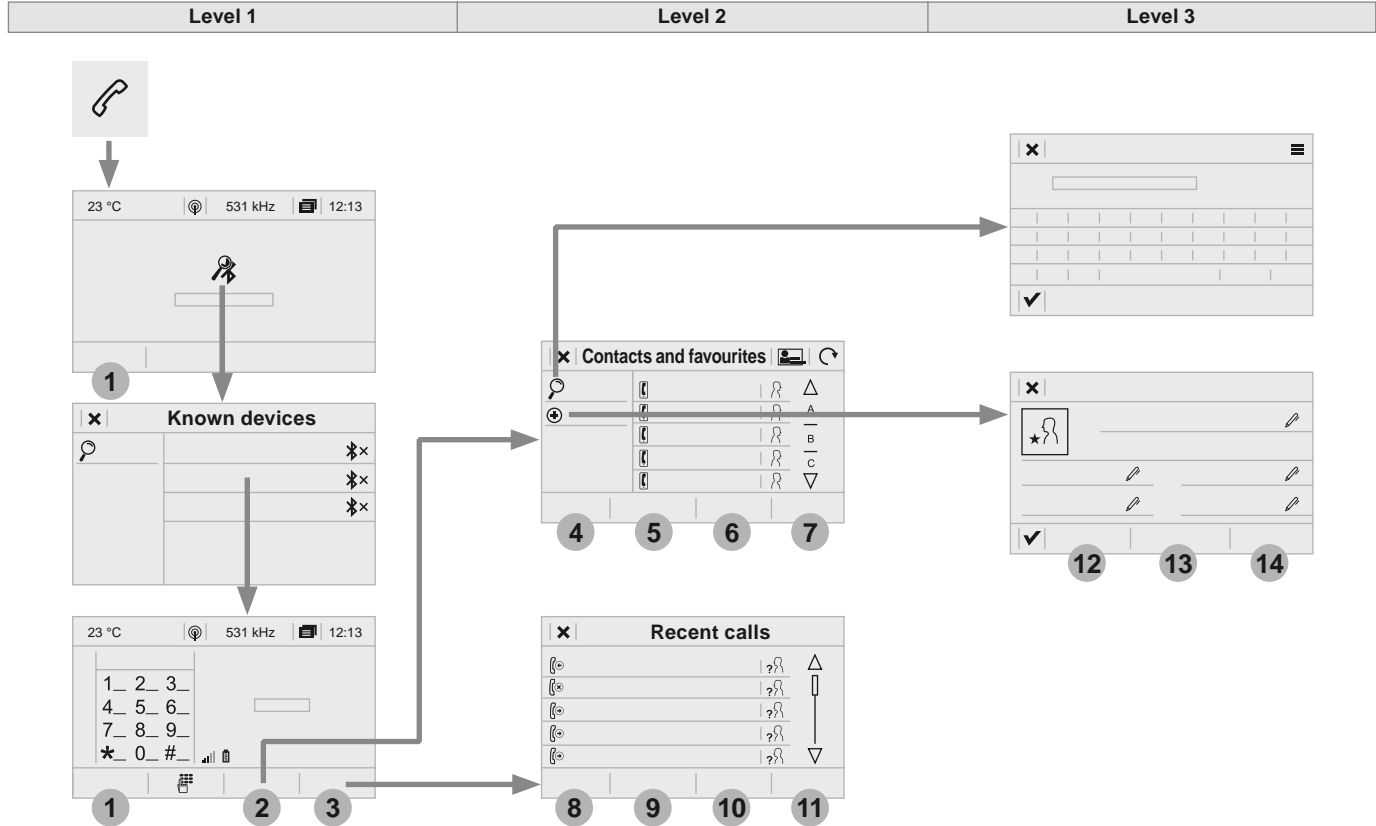 Level 1 Level 2 Level 3
23 °C 531 kHz 12:13
1
Known devices
23 °C 531 kHz 12:13
1_ 2_ 3_
4_ 5_ 6_
7_ 8_ 9_
*_ 0_ #_
1 2 3
Contacts and favourites
A
B
C
4 5 6 7
Recent calls
?
?
?
?
?
8 9 10 11
12 13 14